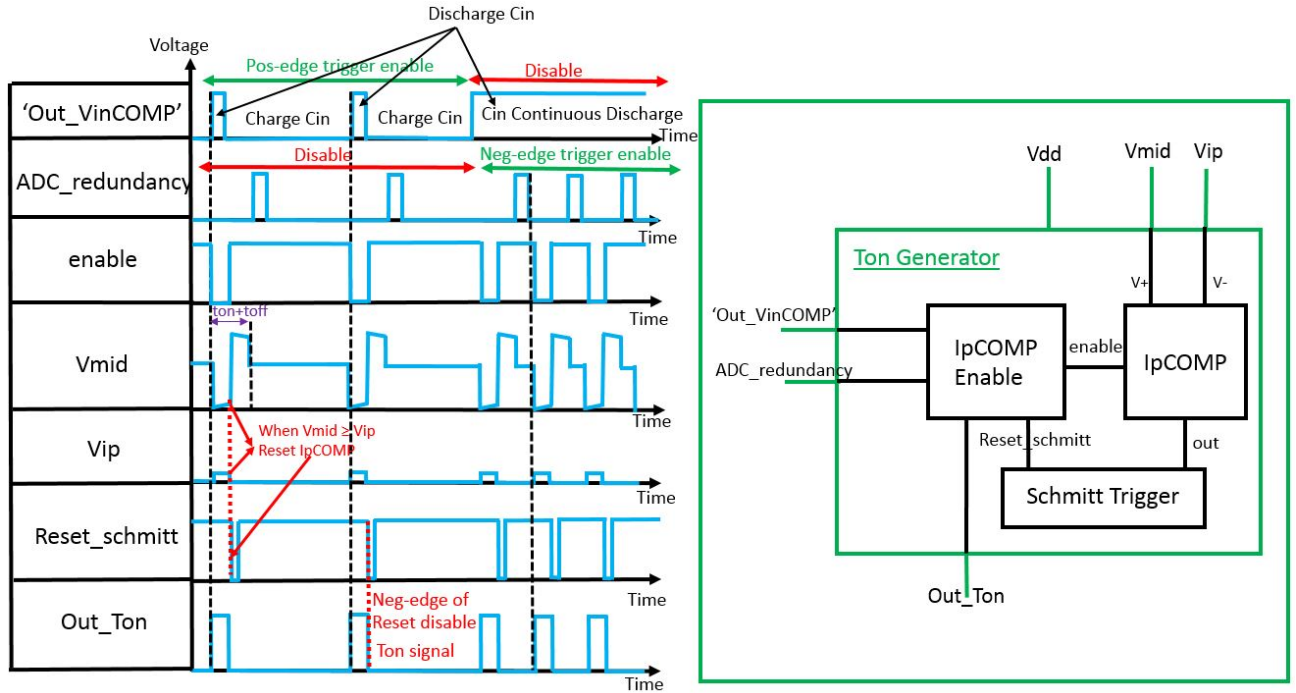 Discharge Cin
Voltage
Pos-edge trigger enable
Disable
‘Out_VinCOMP’
Charge Cin
Charge Cin
Cin Continuous Discharge
Time
Disable
Neg-edge trigger enable
ADC_redundancy
Time
enable
ton+toff
Time
Vmid
Time
When Vmid ≥ Vip
Reset IpCOMP
Vip
Time
Reset_schmitt
Time
Neg-edge of
Reset disable
Ton signal
Out_Ton
Time
Vdd
Vmid
Vip
Ton Generator
V+
V-
‘Out_VinCOMP’
ADC_redundancy
IpCOMP
Enable
enable
IpCOMP
Reset_schmitt
out
Schmitt Trigger
Out_Ton